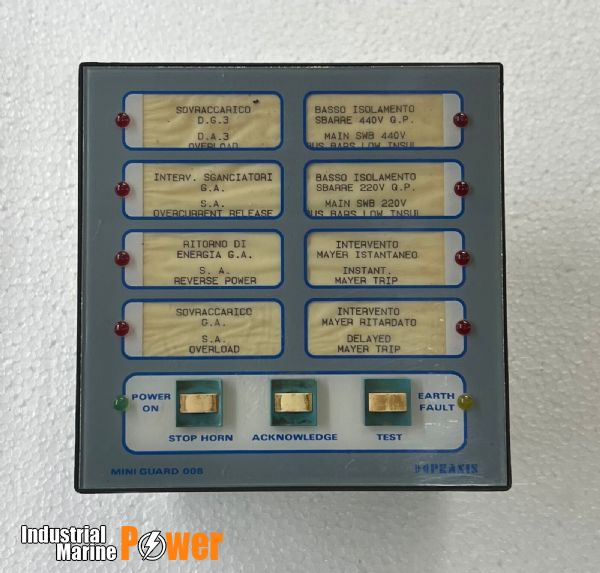 SOVRACCARICO
D.G.3
D.A.3
OVERLOAD
BASSO ISOLAMENTO
SBARRE 440V Q.P.
MAIN SWB 440V
BUS BARS LOW INSUL
INTERV. SGANCIATORI
G.A.
S.A.
OVERCURRENT RELEASE
BASSO ISOLAMENTO
SBARRE 220V Q.P.
MAIN SWB 220V
BUS BARS LOW INSUL
RITORNO DI
ENERGIA G.A.
S. A.
REVERSE POWER
INTERVENTO
MAYER ISTANTANEO
INSTANT.
MAYER TRIP
SOVRACCARICO
G.A.
S.A.
OVERLOAD
INTERVENTO
MAYER RITARDATO
DELAYED
MAYER TRIP
POWER
ON
EARTH
FAULT
STOP HORN
ACKNOWLEDGE
TEST
MINI GUARD 008
PRAXIS
Industrial
Marine
Power